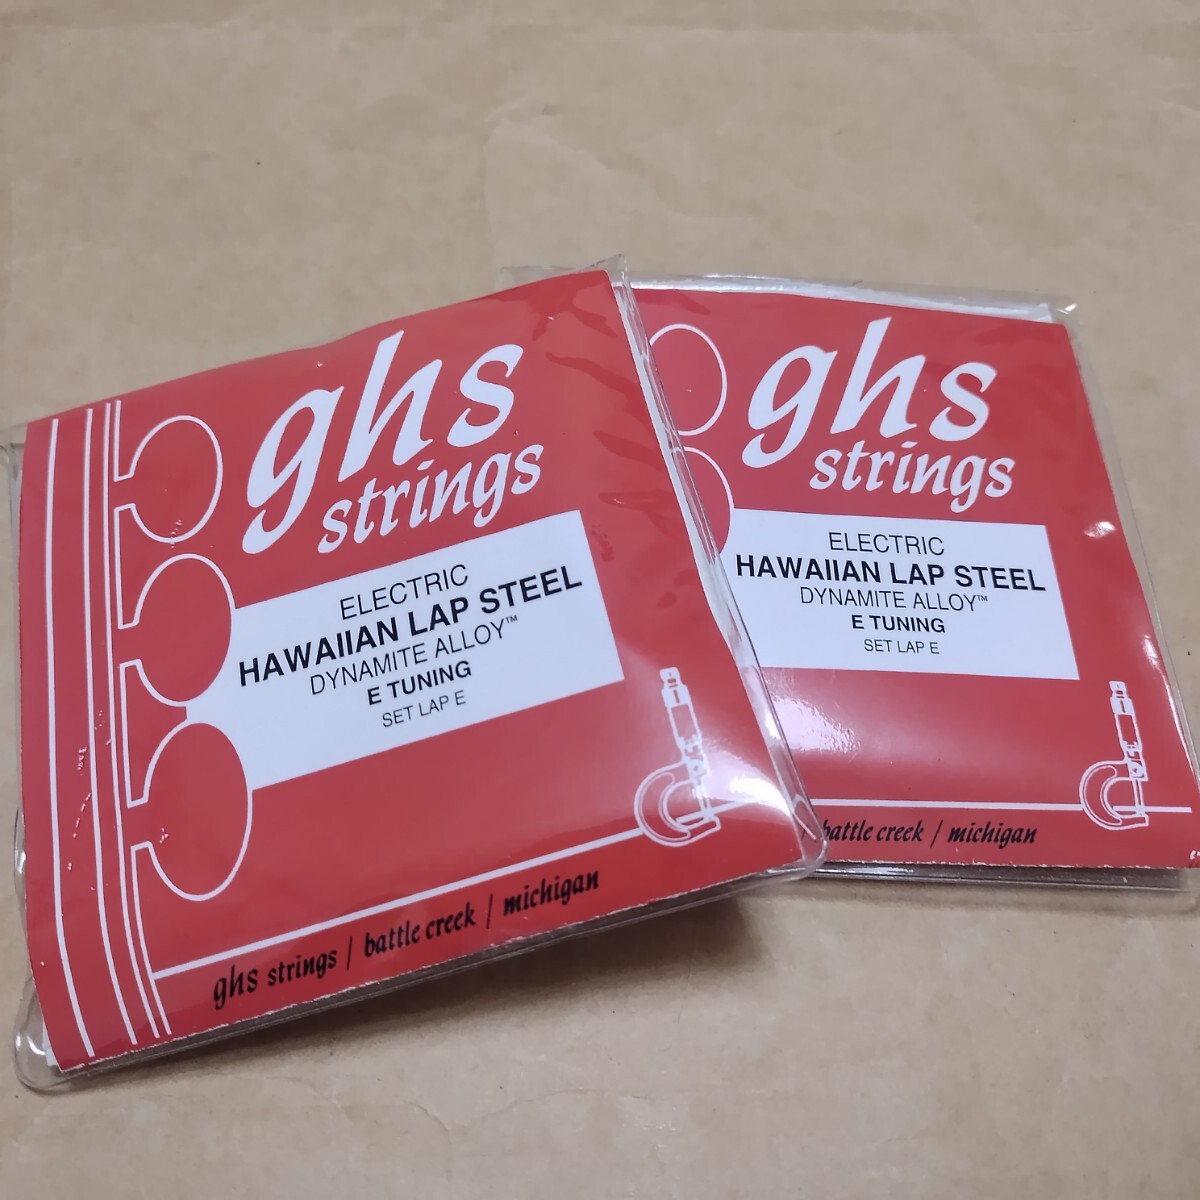 ghs
strings
ELECTRIC
HAWAIIAN LAP STEEL
DYNAMITE ALLOY™
E TUNING
SET LAP E
ghs strings / battle creek / michigan
ghs
strings
ELECTRIC
HAWAIIAN LAP STEEL
DYNAMITE ALLOY™
E TUNING
SET LAP E
/ battle creek / michigan